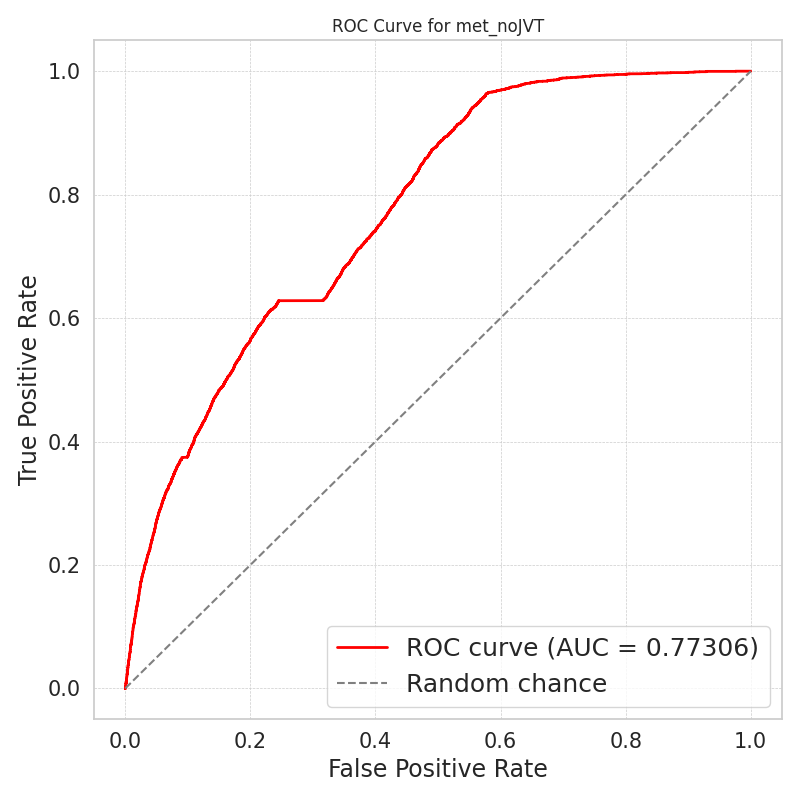 ROC Curve for met_noJVT
True Positive Rate
1.0
0.8
0.6
0.4
0.2
0.0
ROC curve (AUC = 0.77306)
Random chance
0.0 0.2 0.4 0.6 0.8 1.0
False Positive Rate